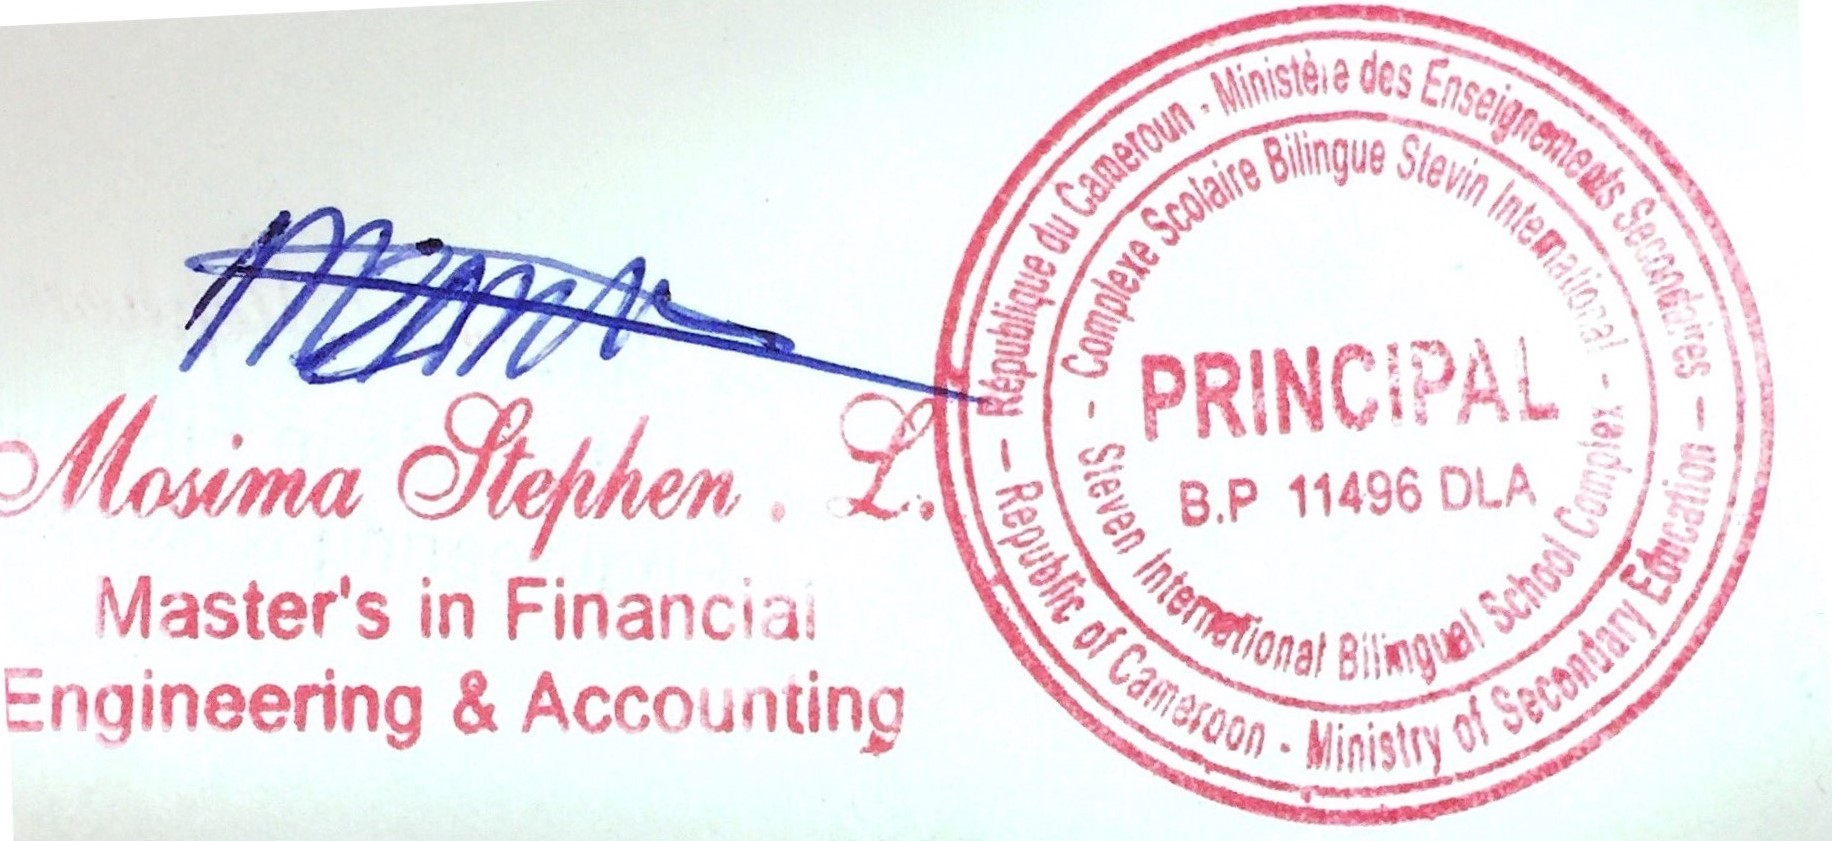 Mosima Stephen . L.
Master's in Financial
Engineering & Accounting
République du Cameroun - Ministère des Enseignements Secondaires
– Republic of Cameroon - Ministry of Secondary Education –
Complexe Scolaire Bilingue Stevin International
- Steven International Bilingual School Complex -
PRINCIPAL
B.P 11496 DLA